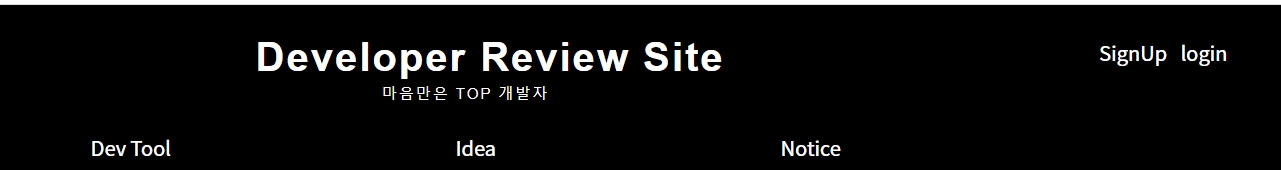 Developer Review Site
SignUp login
마음만은 TOP 개발자
Dev Tool Idea Notice